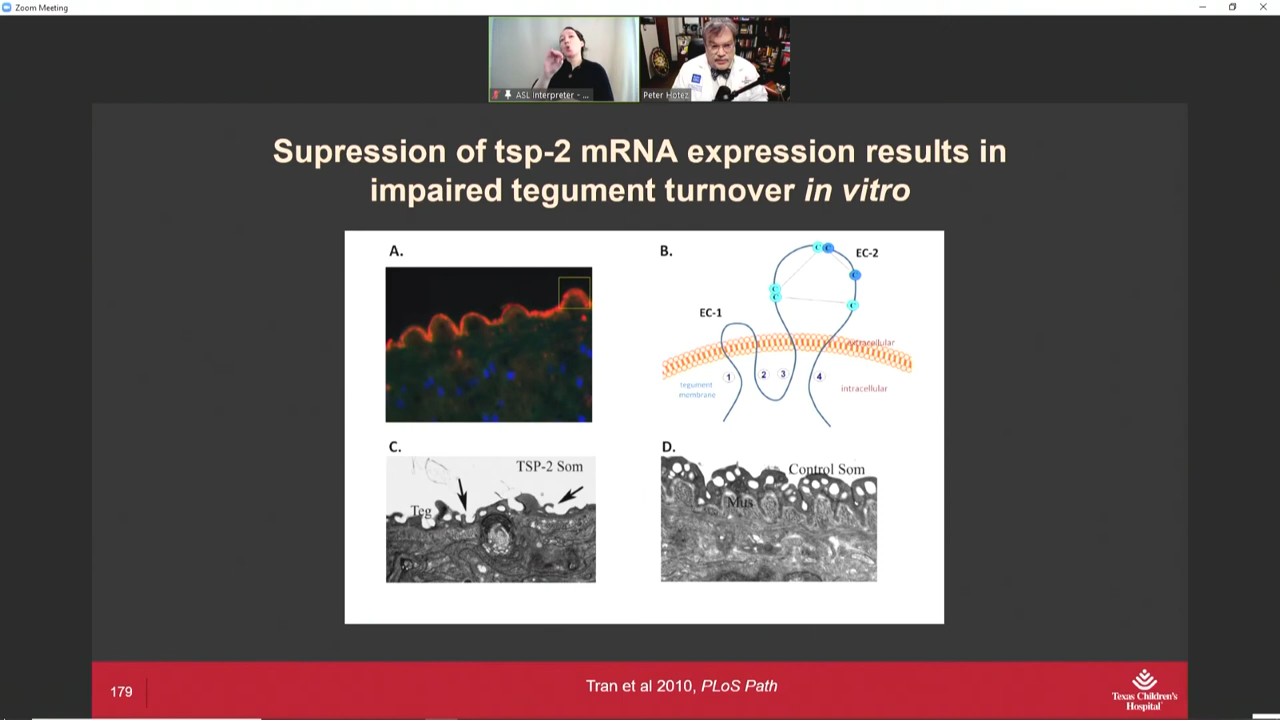 Zoom Meeting
ASL Interpreter - ...
Peter Hotez
Supression of tsp-2 mRNA expression results in
impaired tegument turnover in vitro
A.
B.
EC-2
C
C
C
C
C
C
EC-1
extracellular
1
2
3
4
tegument
membrane
intracellular
C.
TSP-2 Som
Teg
D.
Control Som
Mus
179
Tran et al 2010, PLoS Path
Texas Children's
Hospital